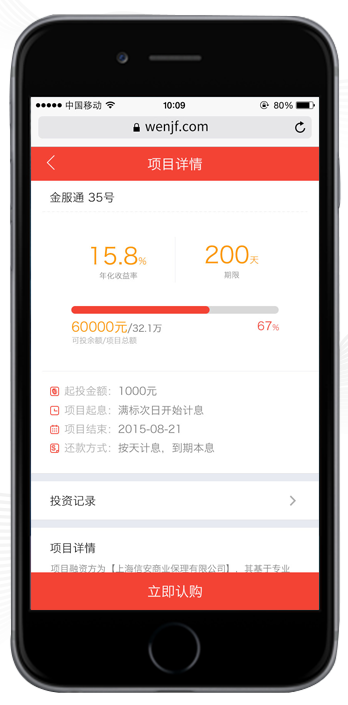 中国移动 10:09 80%
wenjf.com
项目详情
金服通 35号
15.8% 200天
年化收益率 期限
60000元/32.1万 67%
可投余额/项目总额
起投金额： 1000元
项目起息： 满标次日开始计息
项目结束： 2015-08-21
还款方式： 按天计息，到期本息
投资记录
项目详情
项目融资方为【上海信安商业保理有限公司】，其基于专业
立即认购